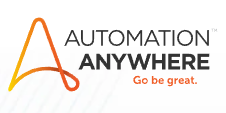 AUTOMATION™
ANYWHERE
Go be great.